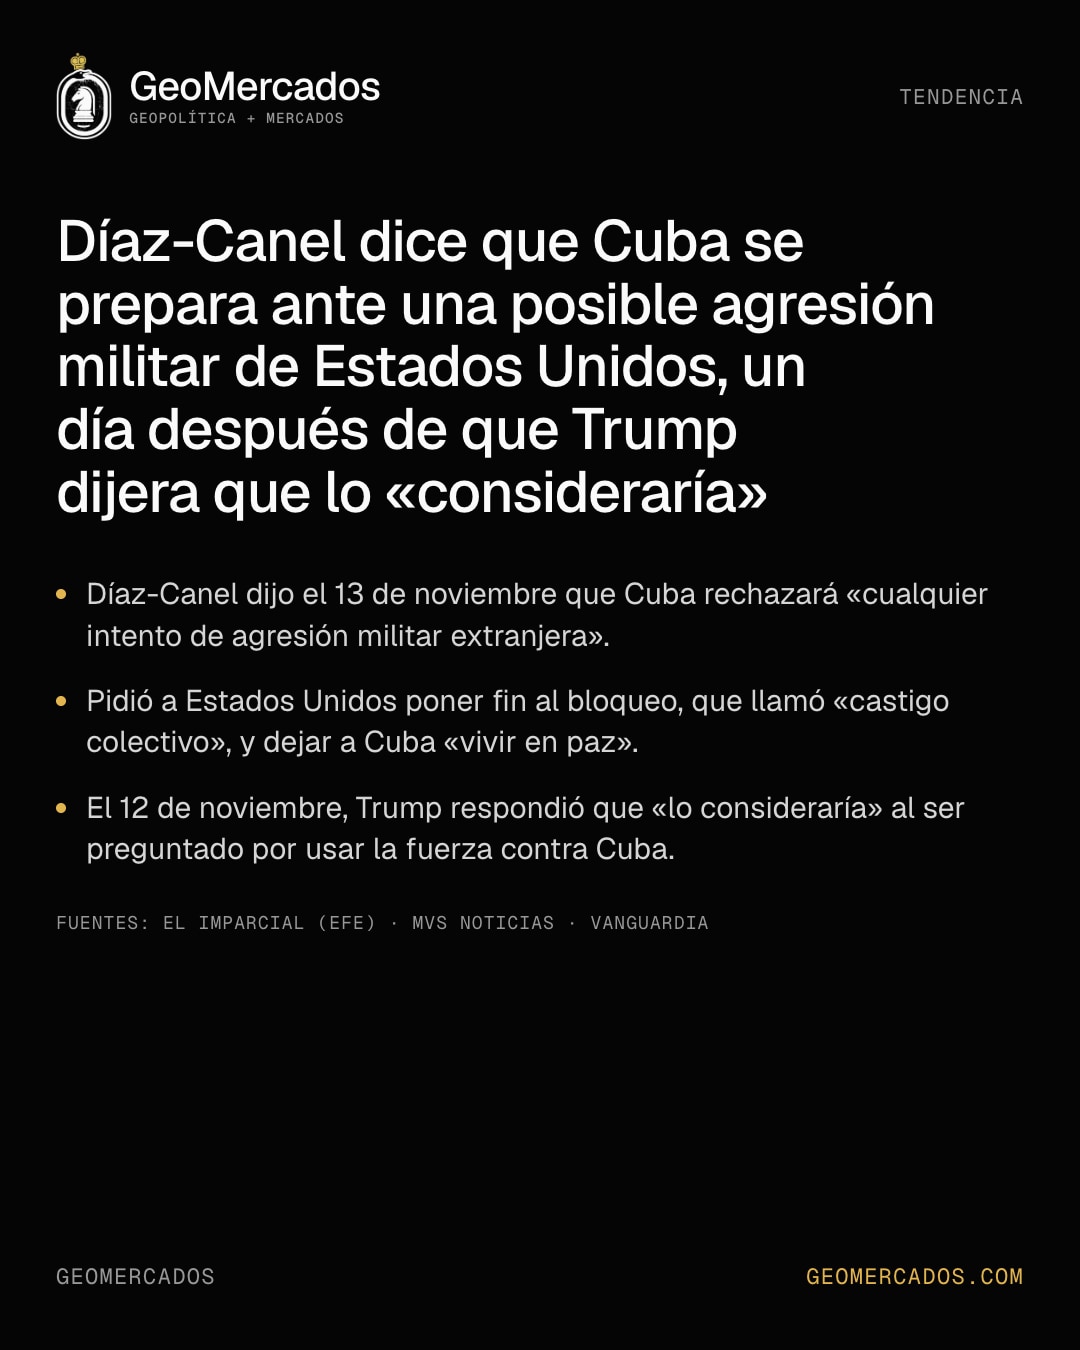 GeoMercados
GEOPOLÍTICA + MERCADOS
TENDENCIA
Díaz-Canel dice que Cuba se
prepara ante una posible agresión
militar de Estados Unidos, un
día después de que Trump
dijera que lo «consideraría»
• Díaz-Canel dijo el 13 de noviembre que Cuba rechazará «cualquier
intento de agresión militar extranjera».
• Pidió a Estados Unidos poner fin al bloqueo, que llamó «castigo
colectivo», y dejar a Cuba «vivir en paz».
• El 12 de noviembre, Trump respondió que «lo consideraría» al ser
preguntado por usar la fuerza contra Cuba.
FUENTES: EL IMPARCIAL (EFE) · MVS NOTICIAS · VANGUARDIA
GEOMERCADOS
GEOMERCADOS.COM